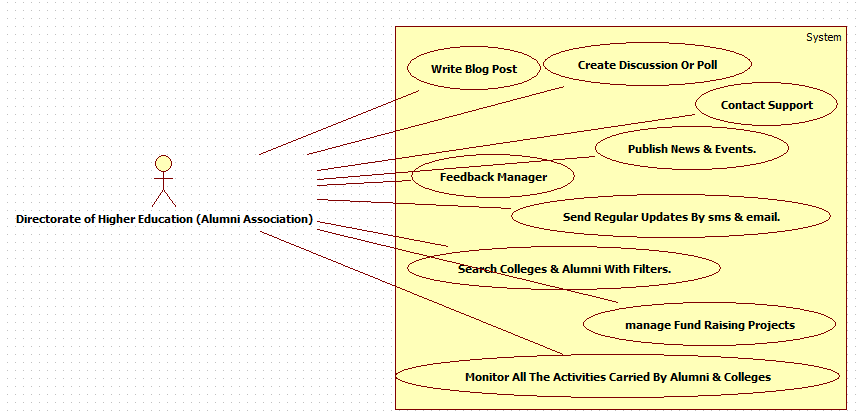 System
Write Blog Post
Create Discussion Or Poll
Contact Support
Publish News & Events.
Feedback Manager
Directorate of Higher Education (Alumni Association)
Send Regular Updates By sms & email.
Search Colleges & Alumni With Filters.
manage Fund Raising Projects
Monitor All The Activities Carried By Alumni & Colleges